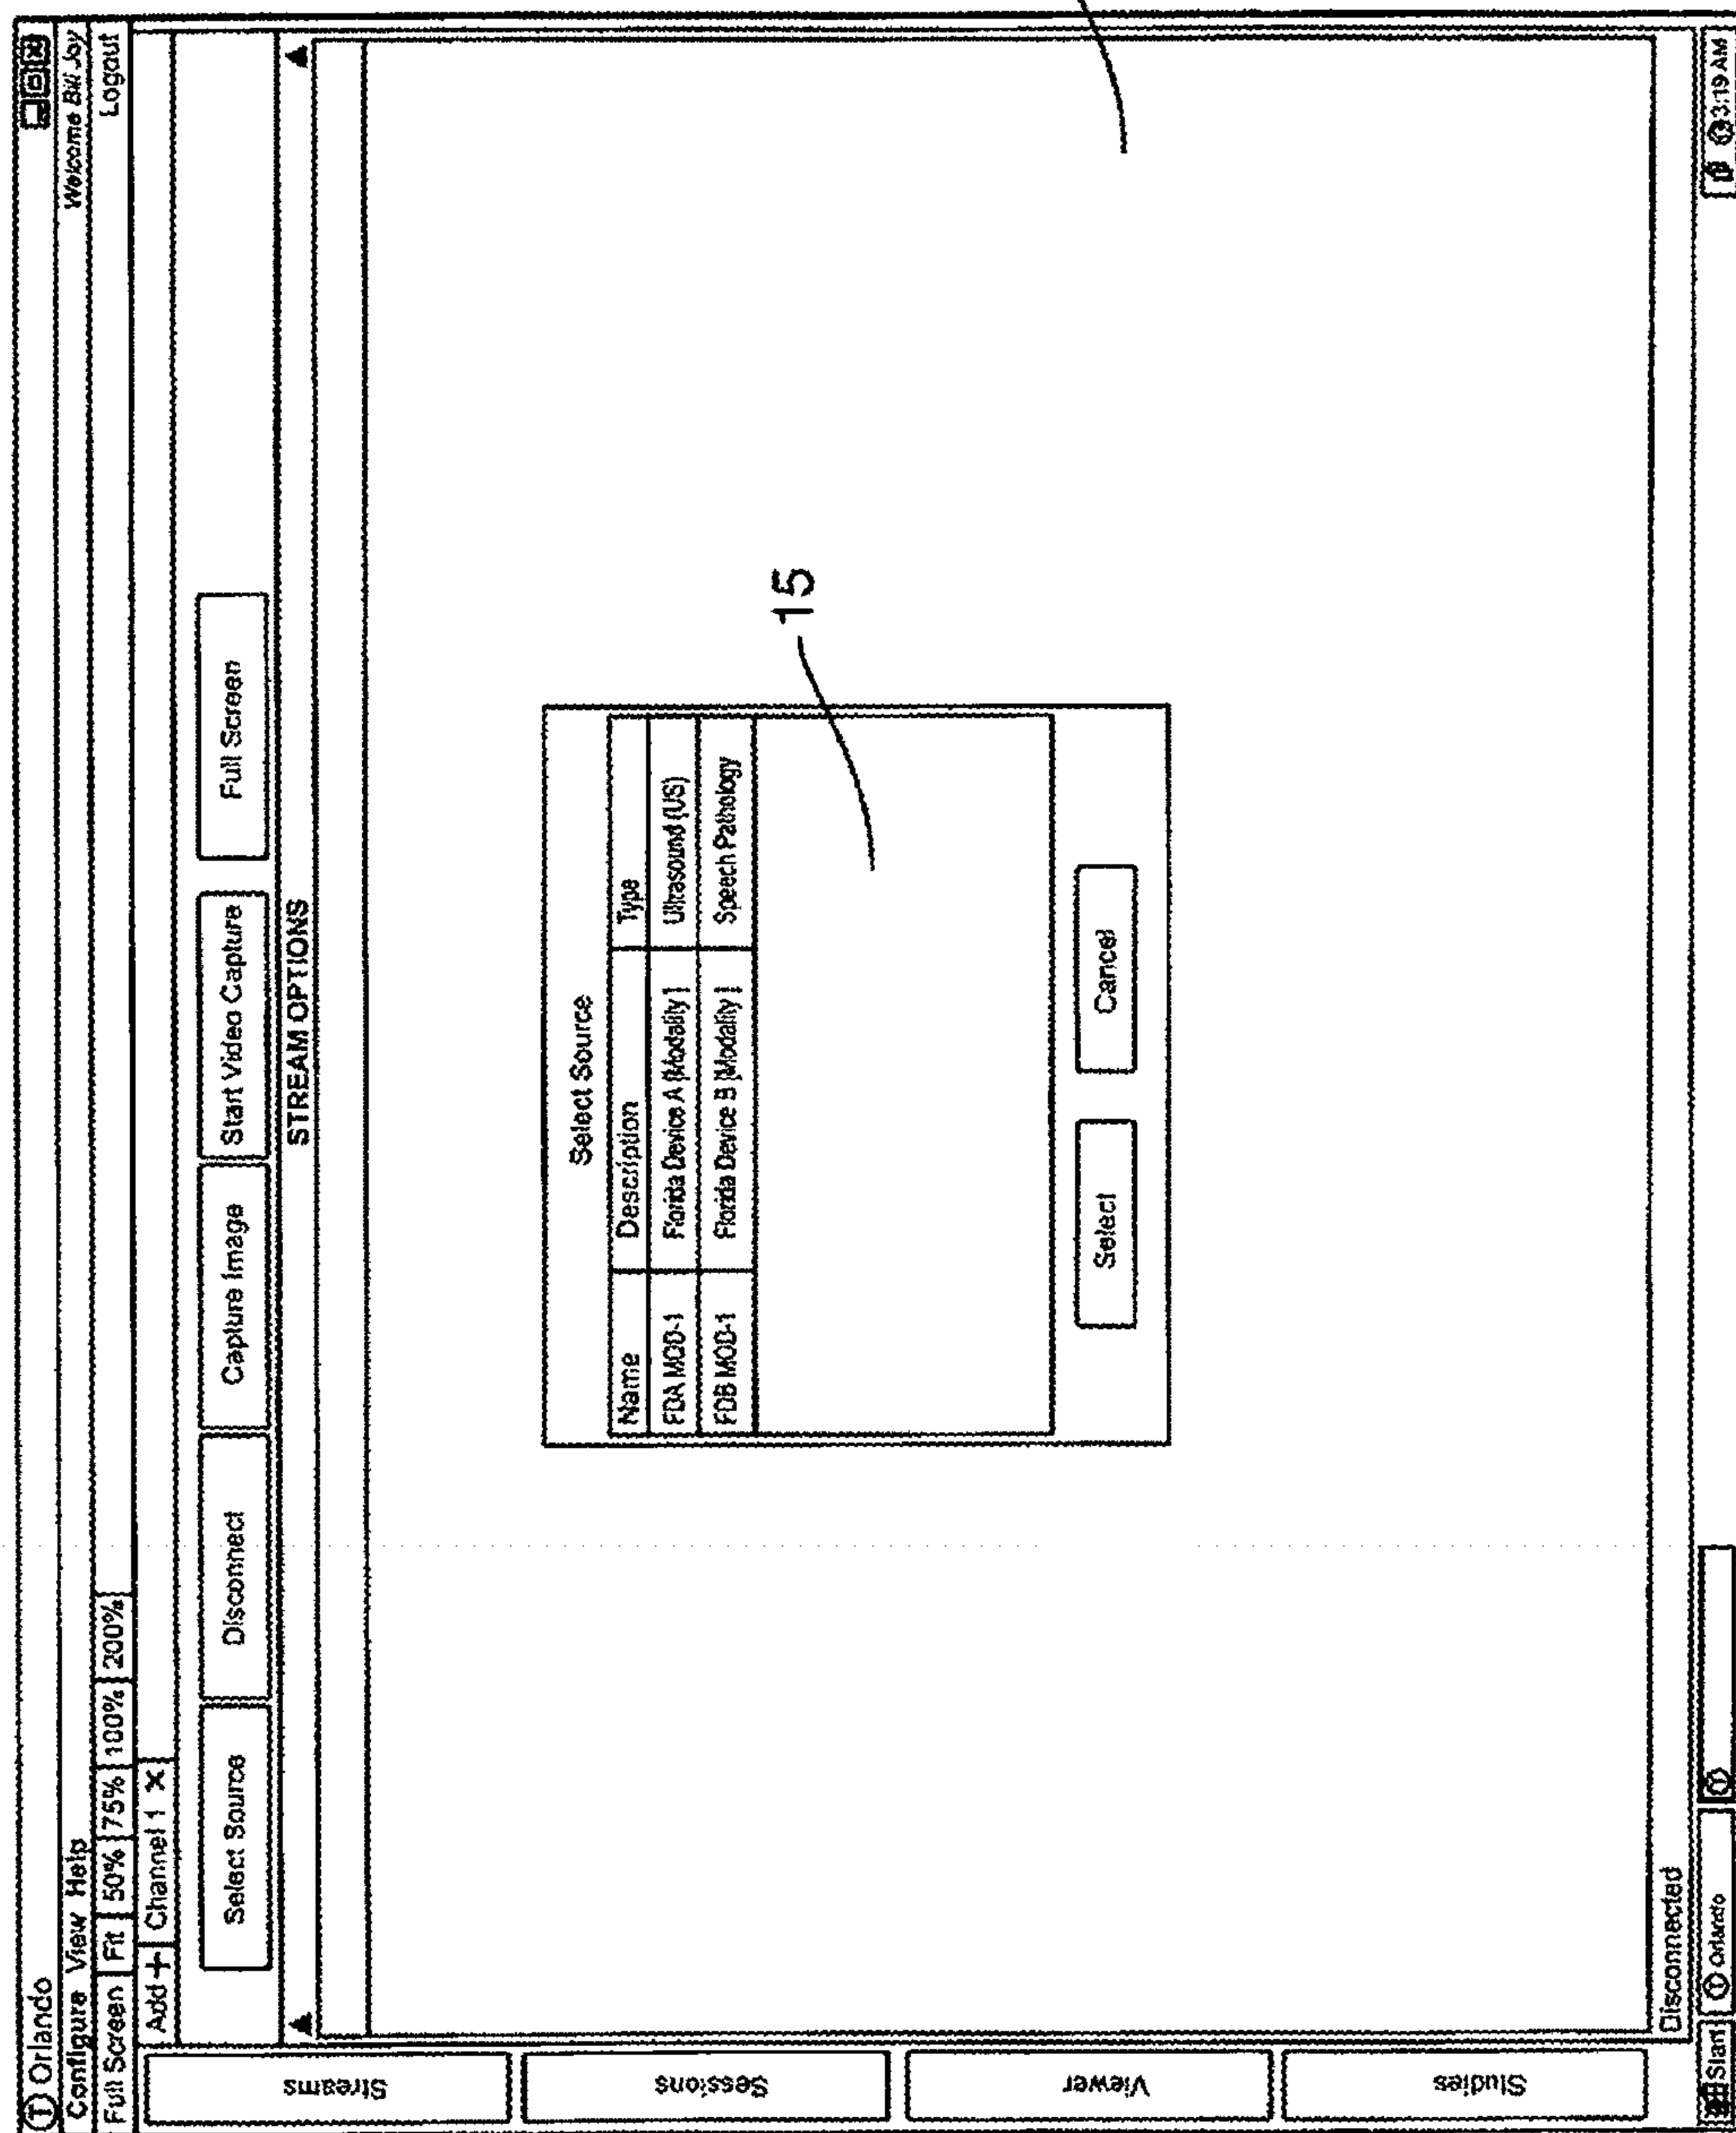 Orlando
Configure View Help Welcome Bill Joy
Full Screen Fit 50% 75% 100% 200% Logout
Add + Channel 1 X
Select Source Disconnect Capture Image Start Video Capture Full Screen
STREAM OPTIONS
Streams
Sessions
Viewer
Studies
Select Source
Name Description Type
FDA MOD-1 Florida Device A [Modality] Ultrasound (US)
FDB MOD-1 Florida Device B [Modality] Speech Pathology
15
Select Cancel
Disconnected
Start Orlando 3:19 AM